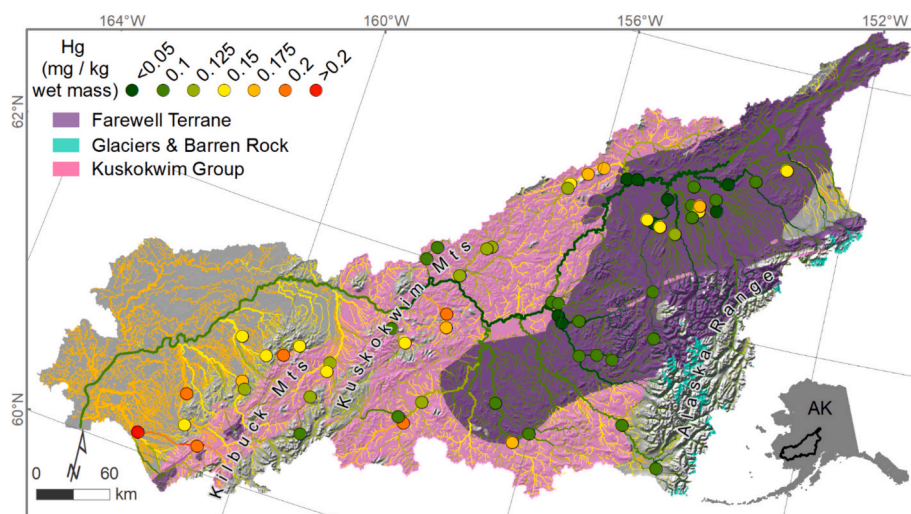 164°W
160°W
156°W
152°W
62°N
60°N
Hg
(mg / kg
wet mass)
<0.05
0.1
0.125
0.15
0.175
0.2
>0.2
Farewell Terrane
Glaciers & Barren Rock
Kuskokwim Group
Kuskokwim Mts
Kilbuck Mts
Alaska Range
AK
N
0 60
km